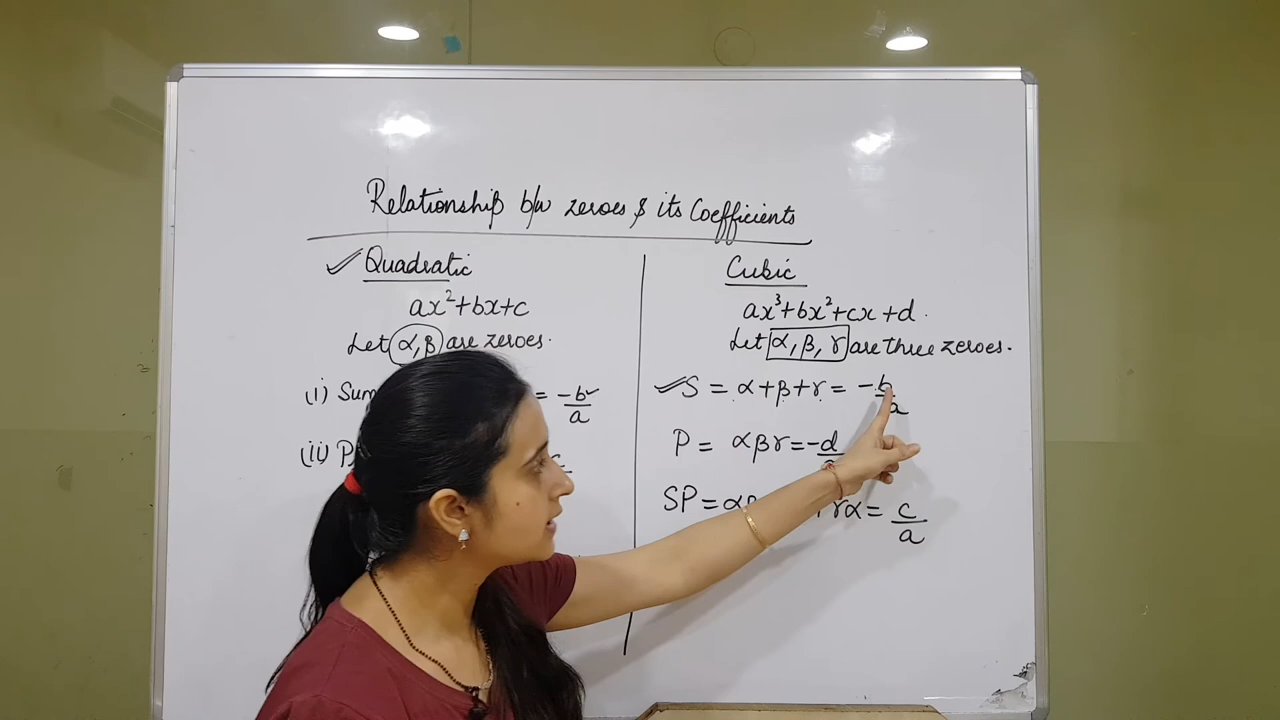 Relationship b/w zeroes & its Coefficients
✓ Quadratic
ax²+bx+c
Let α, β are zeroes.
(i) Sum = -b/a
(ii) P
Cubic
ax³+bx²+cx+d.
Let α, β, γ are three zeroes.
✓ S = α+β+γ = -b/a
P = αβγ = -d/a
SP = αβ + γα = c/a